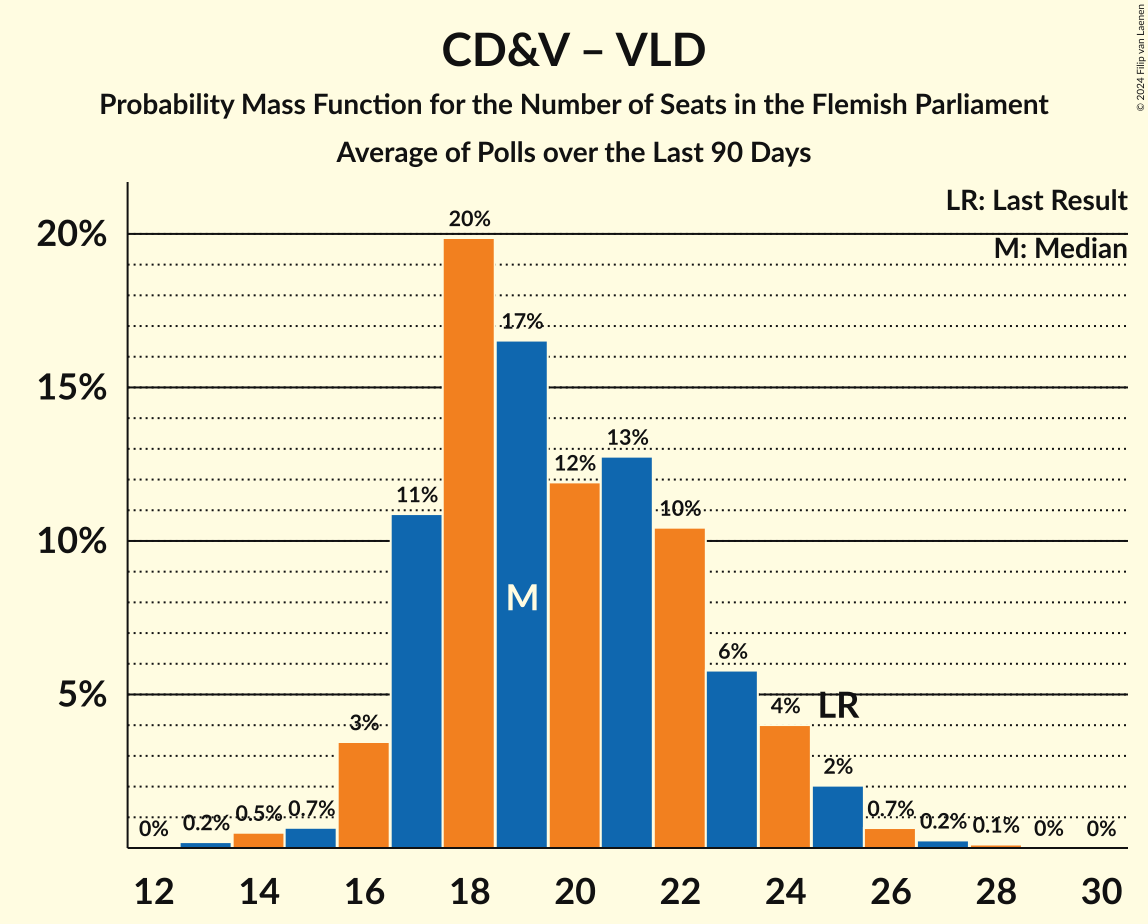 CD&V – VLD
Probability Mass Function for the Number of Seats in the Flemish Parliament
Average of Polls over the Last 90 Days
© 2024 Filip van Laenen
LR: Last Result
M: Median
20%
15%
10%
5%
0%
0.2%
0.5%
0.7%
3%
11%
20%
17%
12%
13%
10%
6%
4%
2%
0.7%
0.2%
0.1%
0%
0%
M
LR
12 14 16 18 20 22 24 26 28 30